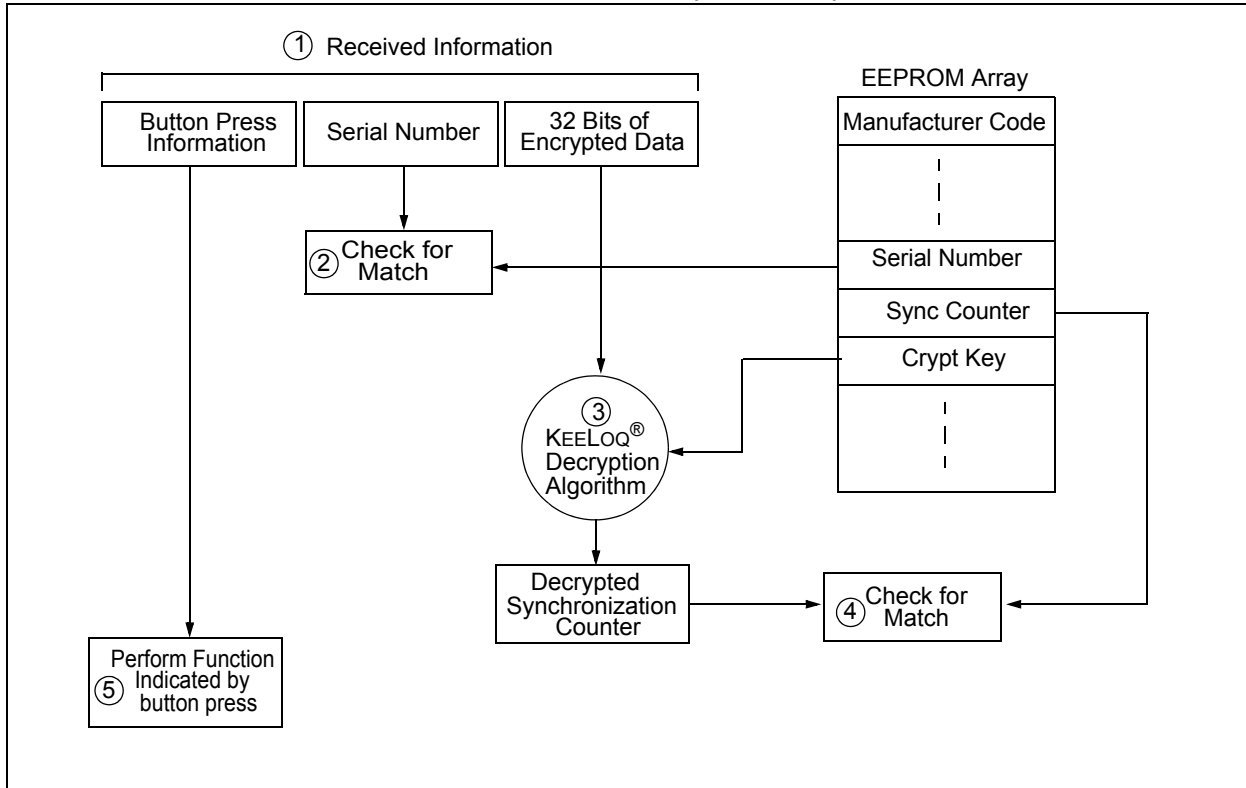 ① Received Information
Button Press
Information
Serial Number
32 Bits of
Encrypted Data
EEPROM Array
Manufacturer Code
Serial Number
Sync Counter
Crypt Key
② Check for
Match
③
KEELOQ®
Decryption
Algorithm
Decrypted
Synchronization
Counter
④ Check for
Match
Perform Function
⑤ Indicated by
button press